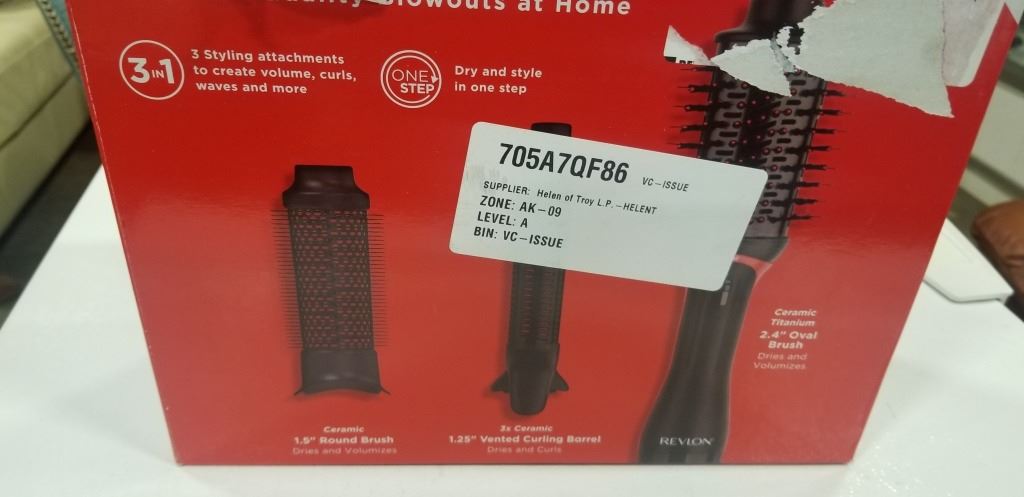 Blowouts at Home
3 IN 1
3 Styling attachments
to create volume, curls,
waves and more
ONE
STEP
Dry and style
in one step
705A7QF86 VC-ISSUE
SUPPLIER: Helen of Troy L.P. -HELENT
ZONE: AK-09
LEVEL: A
BIN: VC-ISSUE
Ceramic
Titanium
2.4" Oval
Brush
Dries and
Volumizes
Ceramic
1.5" Round Brush
Dries and Volumizes
3x Ceramic
1.25" Vented Curling Barrel
Dries and Curls
REVLON